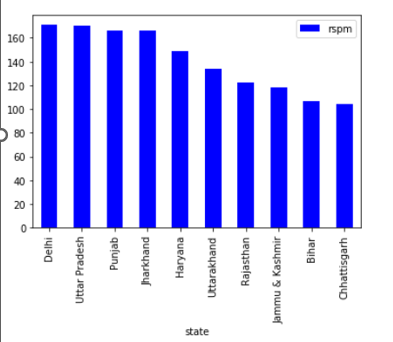 rspm
160
140
120
100
80
60
40
20
0
Delhi
Uttar Pradesh
Punjab
Jharkhand
Haryana
Uttarakhand
Rajasthan
Jammu & Kashmir
Bihar
Chhattisgarh
state